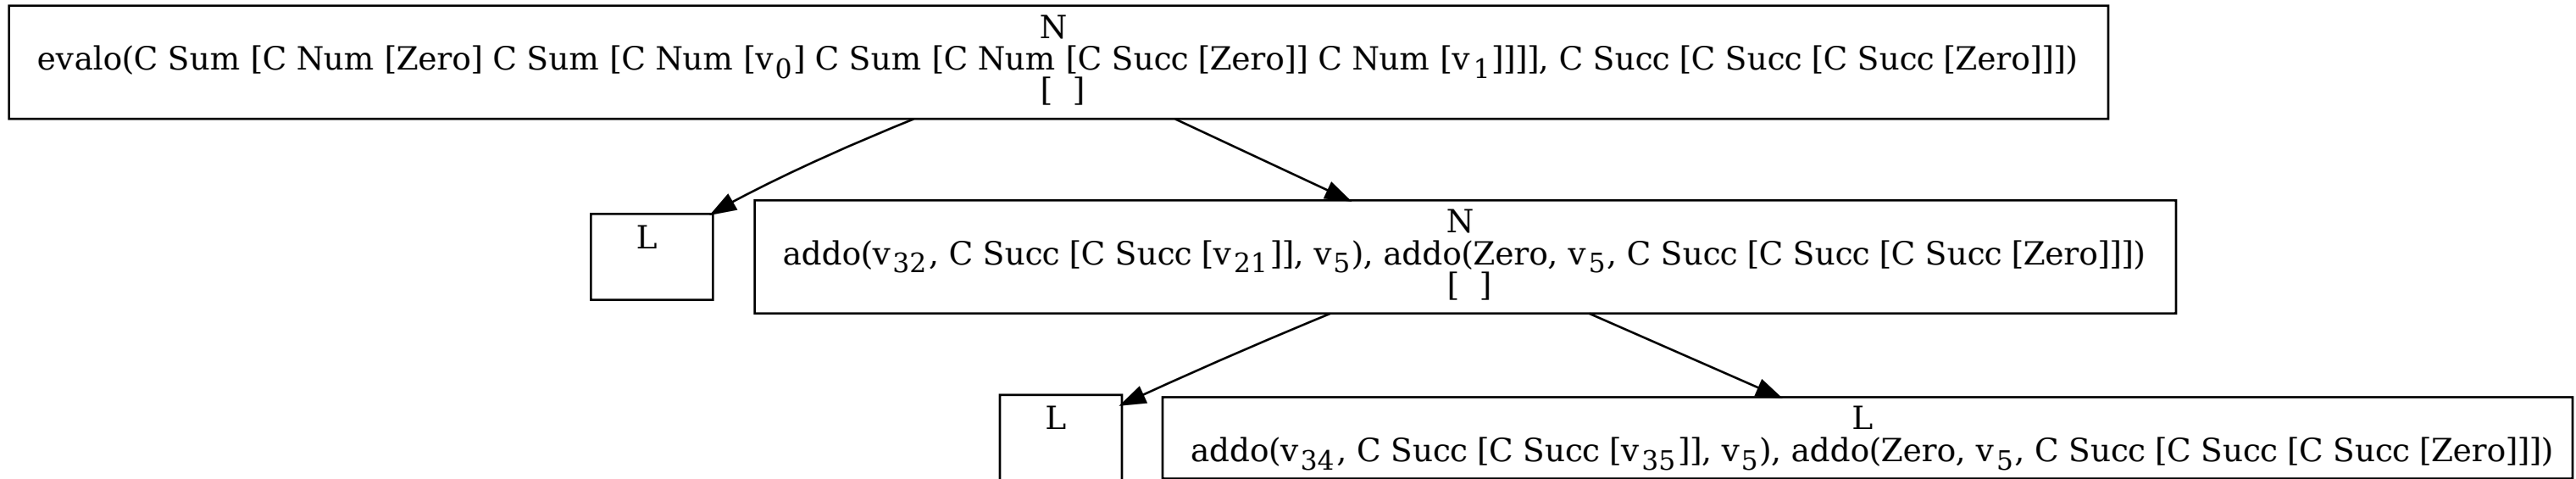 N
evalo(C Sum [C Num [Zero] C Sum [C Num [v0] C Sum [C Num [C Succ [Zero]] C Num [v1]]]], C Succ [C Succ [C Succ [Zero]]])
[ ]
L
N
addo(v32, C Succ [C Succ [v21]], v5), addo(Zero, v5, C Succ [C Succ [C Succ [Zero]]])
[ ]
L
L
addo(v34, C Succ [C Succ [v35]], v5), addo(Zero, v5, C Succ [C Succ [C Succ [Zero]]])